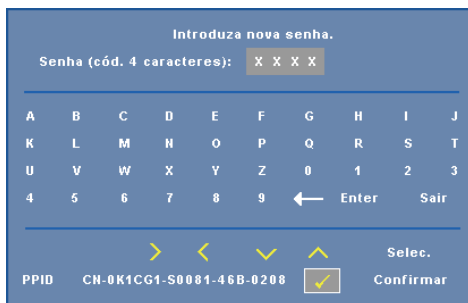 Introduza nova senha.
Senha (cód. 4 caracteres): X X X X
A B C D E F G H I J
K L M N O P Q R S T
U V W X Y Z 0 1 2 3
4 5 6 7 8 9 ← Enter Sair
Selec.
PPID CN-0K1CG1-S0081-46B-0208 ✓ Confirmar